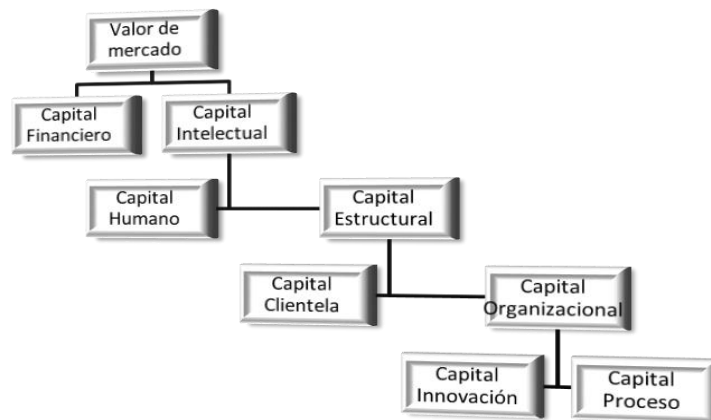 Valor de
mercado
Capital
Financiero
Capital
Intelectual
Capital
Humano
Capital
Estructural
Capital
Clientela
Capital
Organizacional
Capital
Innovación
Capital
Proceso